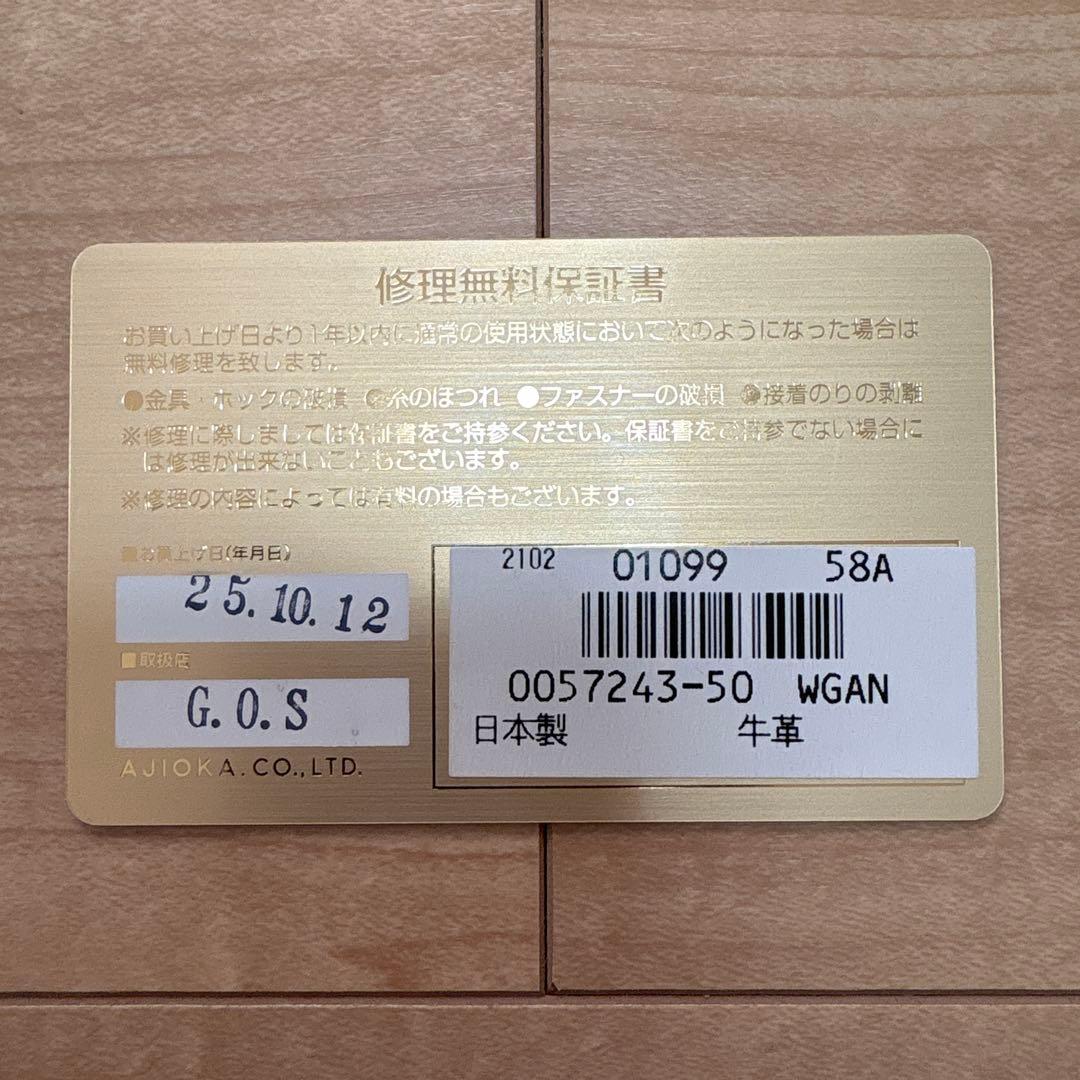 修理無料保証書
お買い上げ日より1年以内に通常の使用状態において次のようになった場合は
無料修理を致します。
●金具 ホックの破損 ●糸のほつれ ●ファスナーの破損 ●接着のりの剥離
※修理に際しましては保証書をご持参ください。保証書をご持参でない場合に
は修理が出来ないこともございます。
※修理の内容によっては有料の場合もございます。
■お買上げ日(年月日)
25.10.12
■取扱店
G.O.S
AJIOKA.CO.,LTD.
2102 01099 58A
0057243-50 WGAN
日本製 牛革